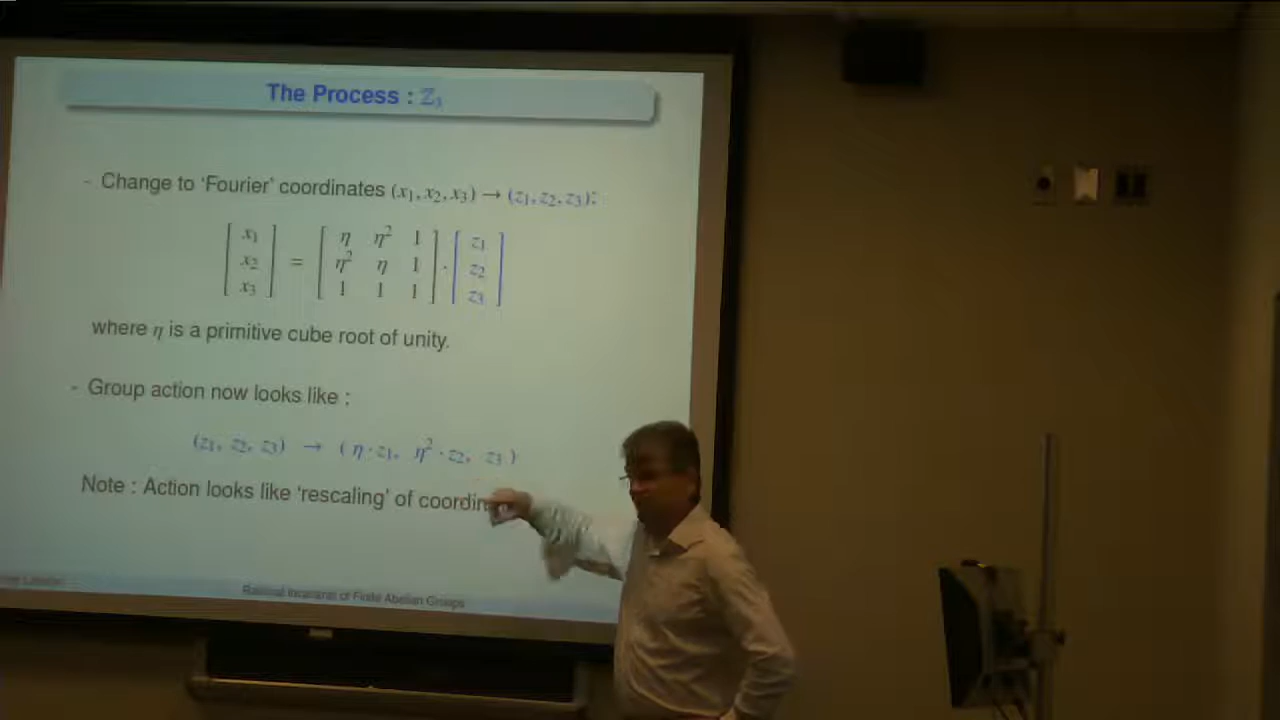 The Process : ℤ₃
- Change to ‘Fourier’ coordinates (x₁, x₂, x₃) → (z₁, z₂, z₃):
[ x₁ ] = [ η η² 1 ] · [ z₁ ]
[ x₂ ] [ η² η 1 ] [ z₂ ]
[ x₃ ] [ 1 1 1 ] [ z₃ ]
where η is a primitive cube root of unity.
- Group action now looks like :
(z₁, z₂, z₃) → ( η · z₁, η² · z₂, z₃ )
Note : Action looks like ‘rescaling’ of coordin
Rational Invariants of Finite Abelian Groups